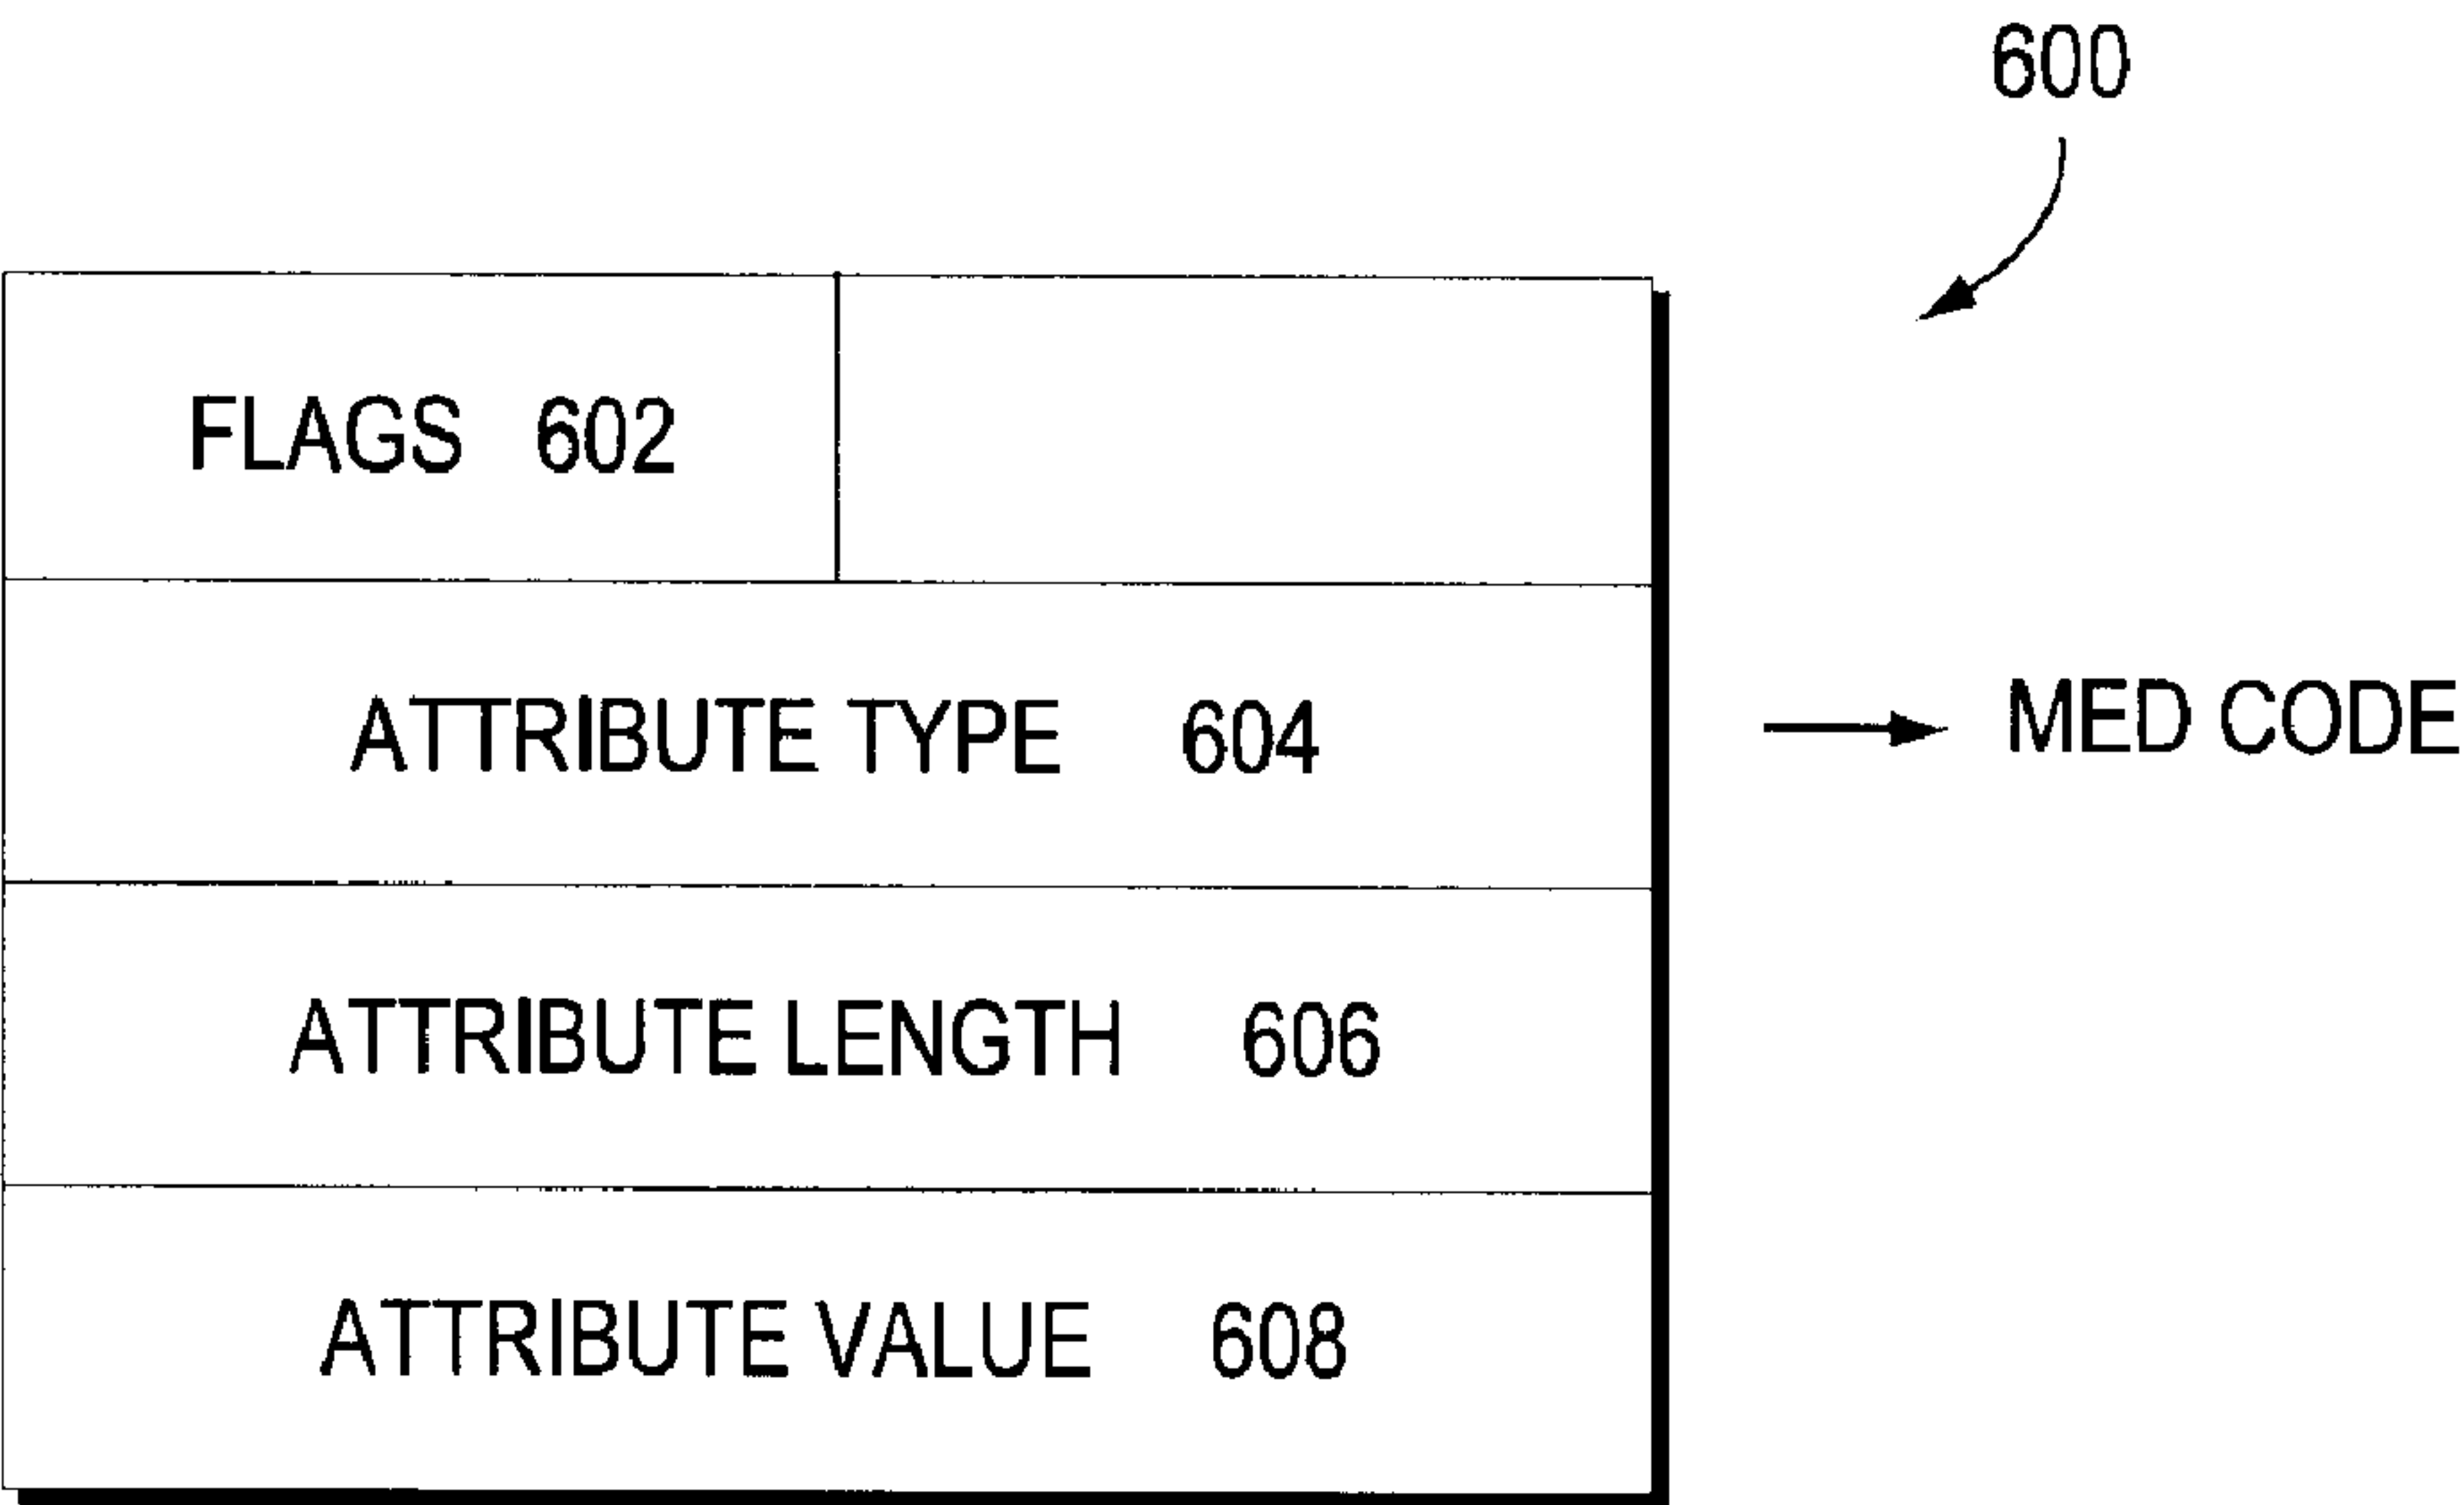 600
FLAGS 602
ATTRIBUTE TYPE 604
MED CODE
ATTRIBUTE LENGTH 606
ATTRIBUTE VALUE 608